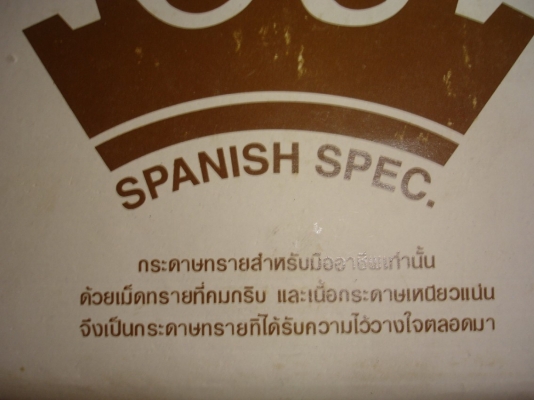 SPANISH SPEC.
กระดาษทรายสำหรับมืออาชีพเท่านั้น
ด้วยเม็ดทรายที่คมกริบ และเนื้อกระดาษเหนียวแน่น
จึงเป็นกระดาษทรายที่ได้รับความไว้วางใจตลอดมา